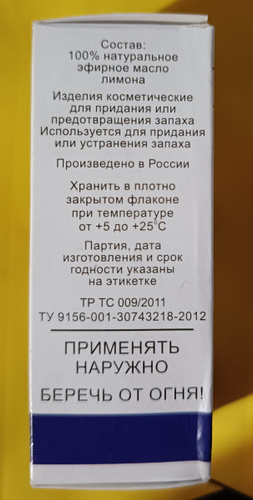 Состав:
100% натуральное
эфирное масло
лимона
Изделия косметические
для придания или
предотвращения запаха
Используется для придания
или устранения запаха
Произведено в России
Хранить в плотно
закрытом флаконе
при температуре
от +5 до +25°C
Партия, дата
изготовления и срок
годности указаны
на этикетке
ТР ТС 009/2011
ТУ 9156-001-30743218-2012
ПРИМЕНЯТЬ
НАРУЖНО
БЕРЕЧЬ ОТ ОГНЯ!